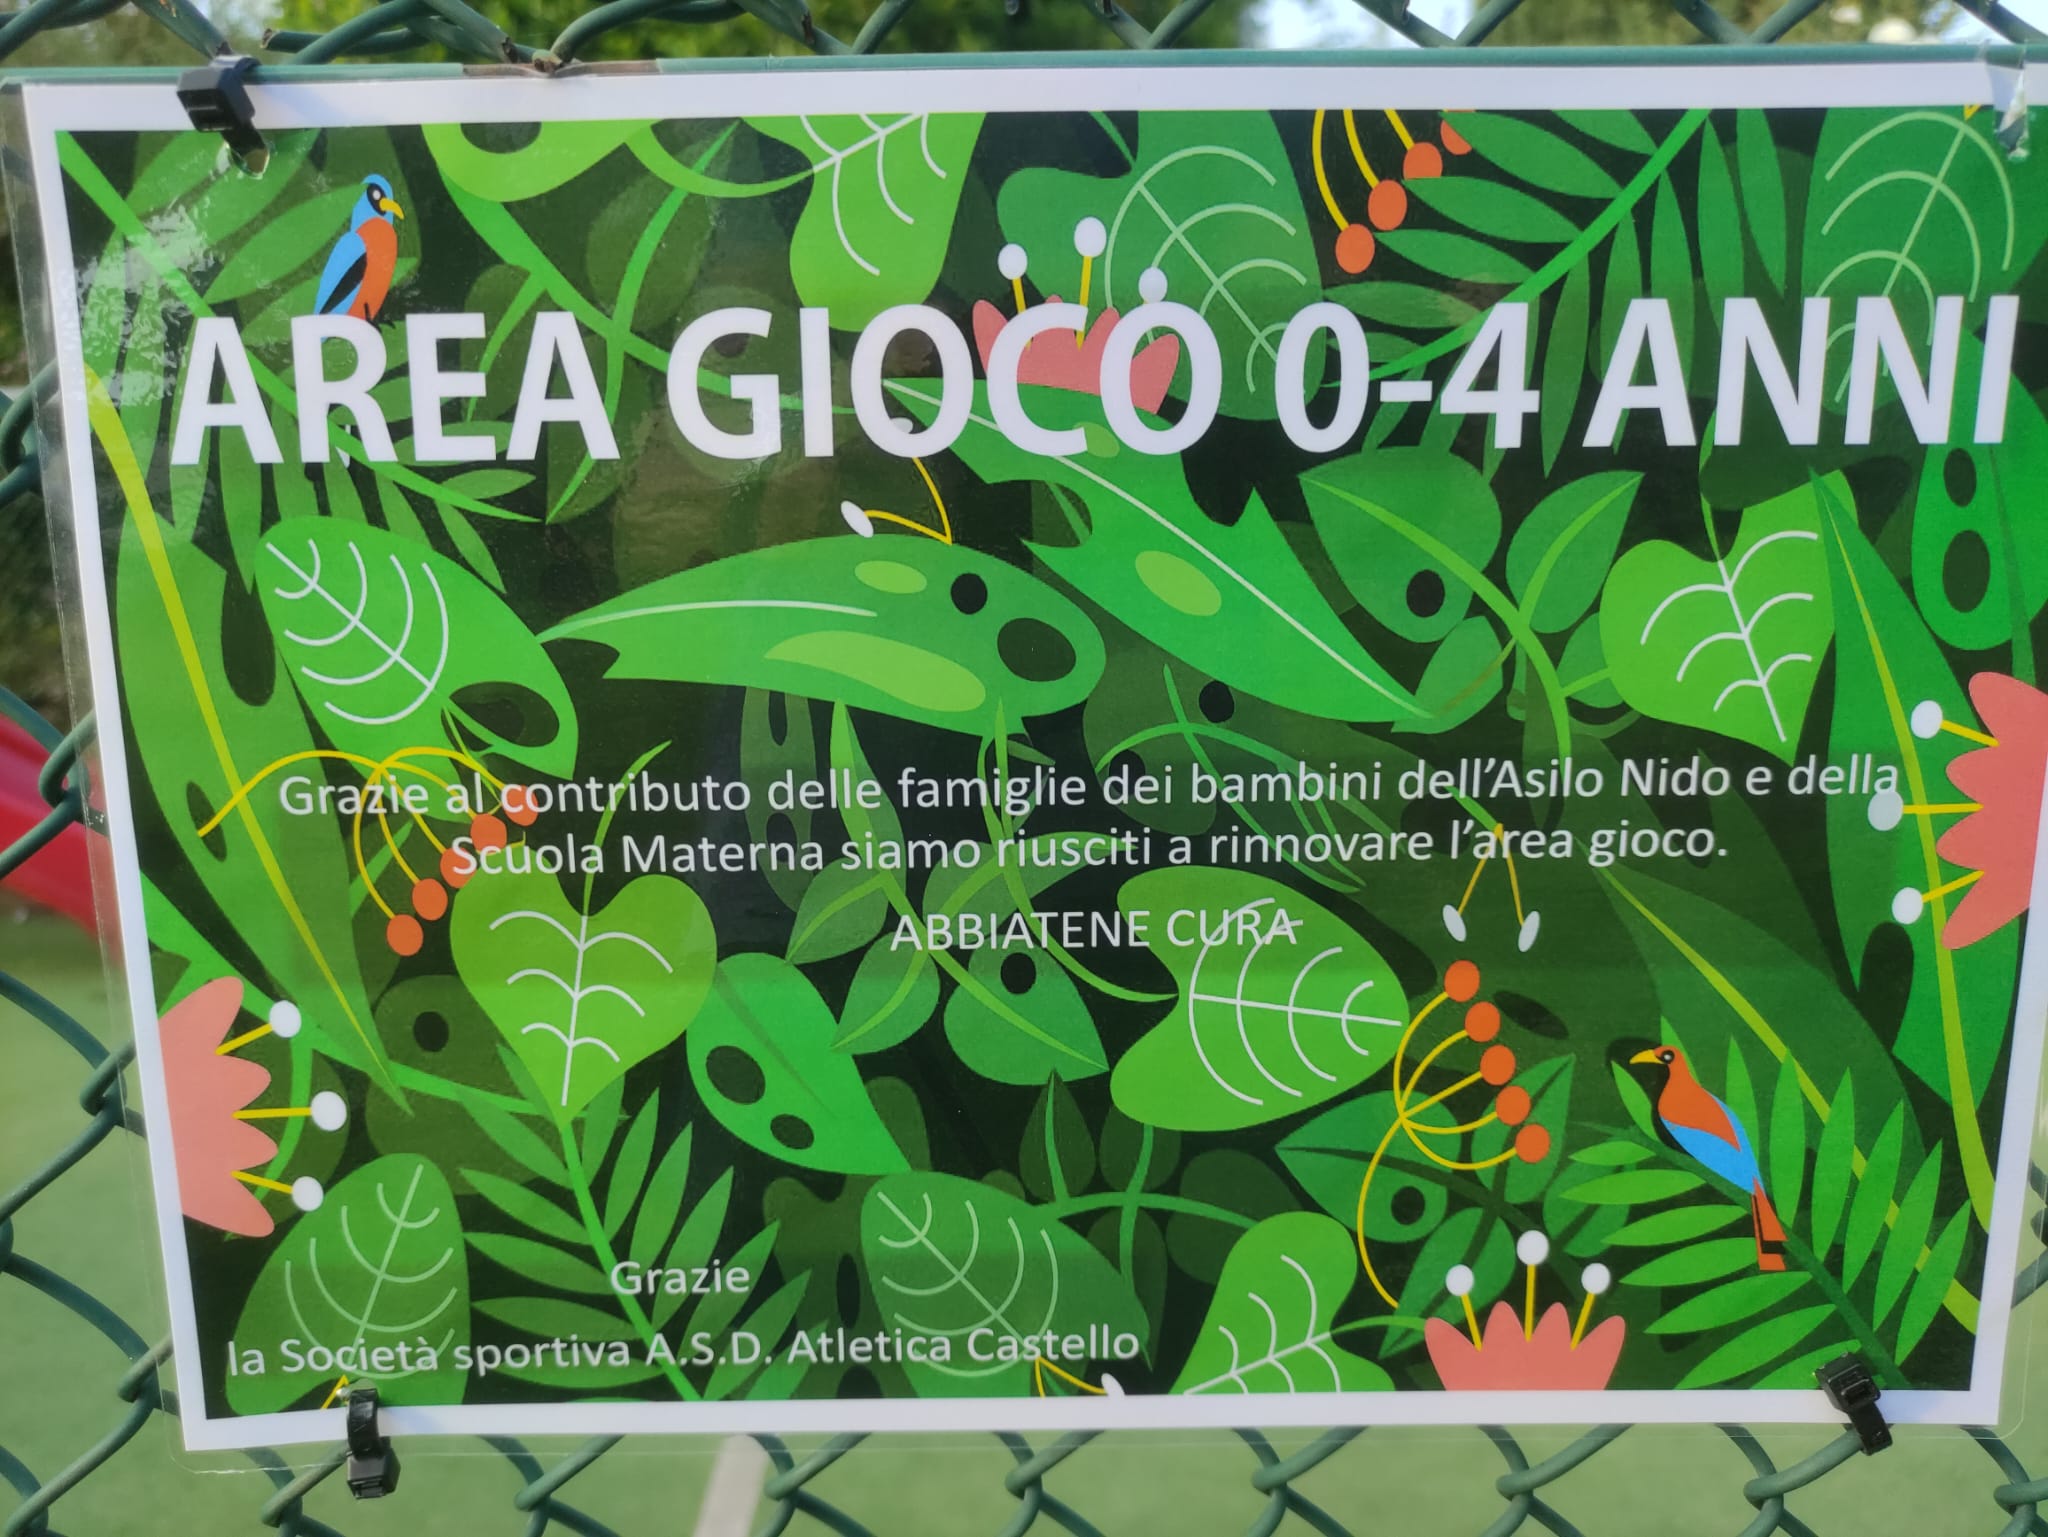 AREA GIOCO 0-4 ANNI
Grazie al contributo delle famiglie dei bambini dell'Asilo Nido e della
Scuola Materna siamo riusciti a rinnovare l'area gioco.
ABBIATENE CURA
Grazie
la Società sportiva A.S.D. Atletica Castello